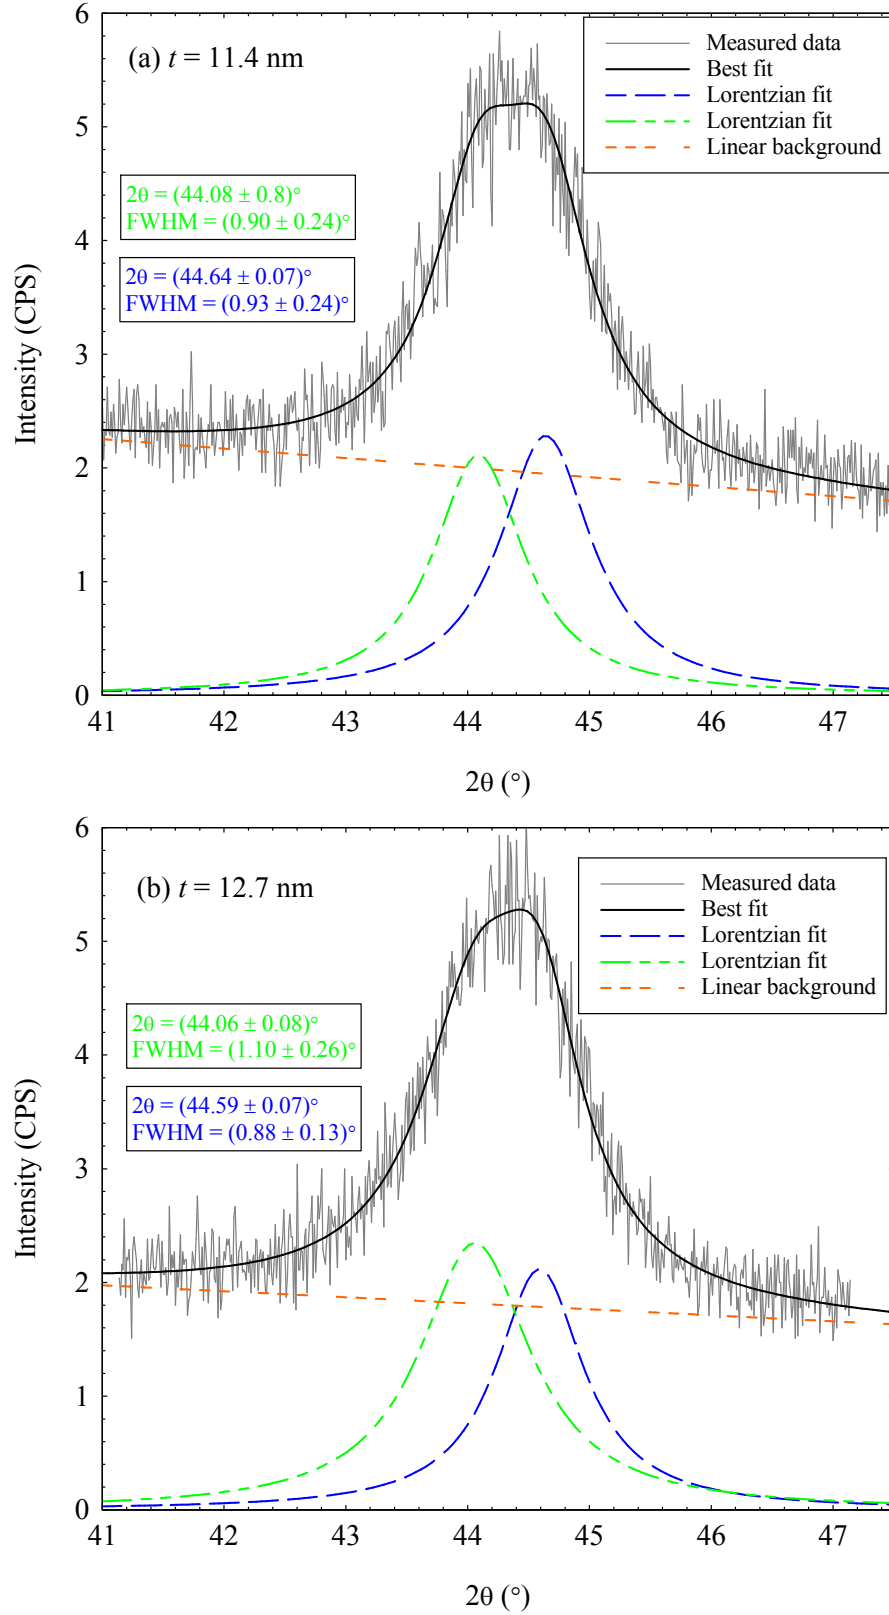 6
(a) t = 11.4 nm
Measured data
Best fit
Lorentzian fit
Lorentzian fit
Linear background
5
2θ = (44.08 ± 0.8)°
FWHM = (0.90 ± 0.24)°
4
2θ = (44.64 ± 0.07)°
FWHM = (0.93 ± 0.24)°
3
Intensity (CPS)
2
1
0
41 42 43 44 45 46 47
2θ (°)
6
(b) t = 12.7 nm
Measured data
Best fit
Lorentzian fit
Lorentzian fit
Linear background
5
2θ = (44.06 ± 0.08)°
FWHM = (1.10 ± 0.26)°
4
2θ = (44.59 ± 0.07)°
FWHM = (0.88 ± 0.13)°
3
Intensity (CPS)
2
1
0
41 42 43 44 45 46 47
2θ (°)